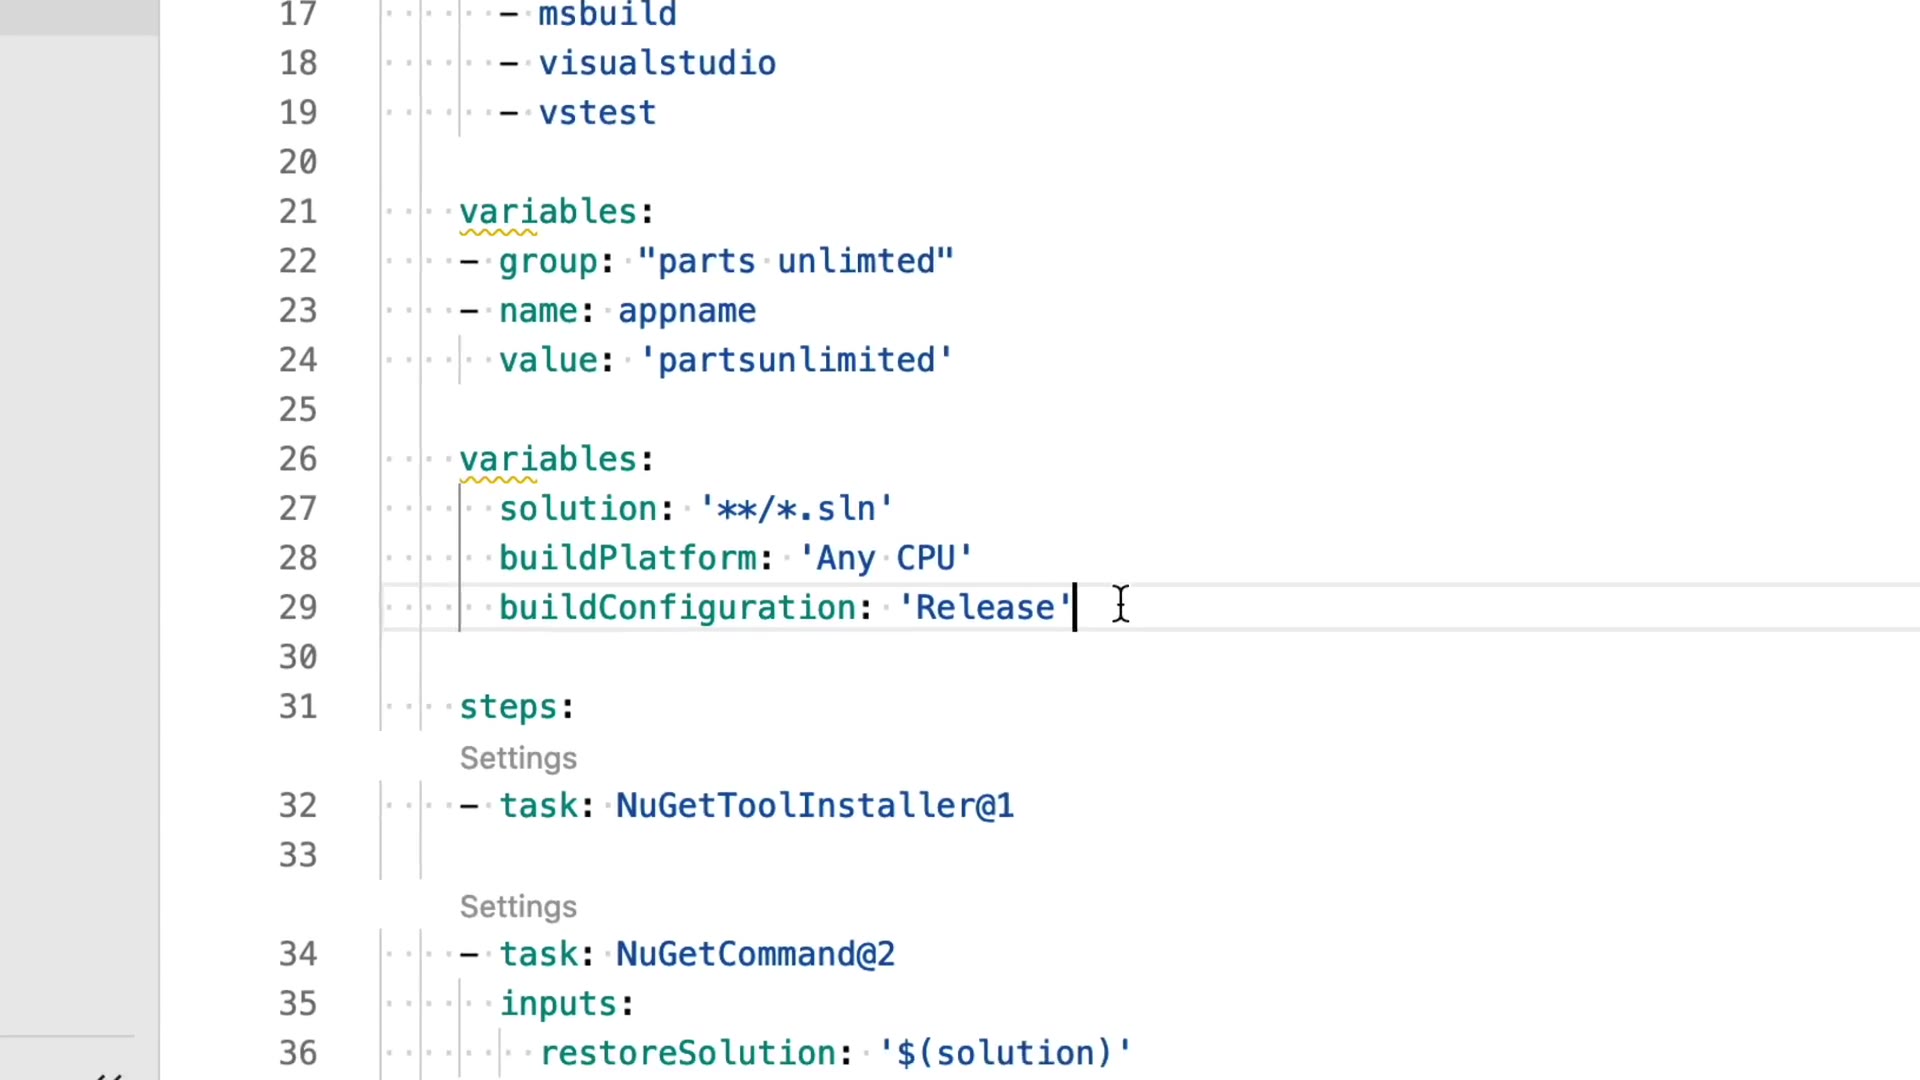 17 - msbuild
18 - visualstudio
19 - vstest
20
21 variables:
22 - group: "parts unlimted"
23 - name: appname
24 value: 'partsunlimited'
25
26 variables:
27 solution: '**/*.sln'
28 buildPlatform: 'Any CPU'
29 buildConfiguration: 'Release'
30
31 steps:
Settings
32 - task: NuGetToolInstaller@1
33
Settings
34 - task: NuGetCommand@2
35 inputs:
36 restoreSolution: '$(solution)'